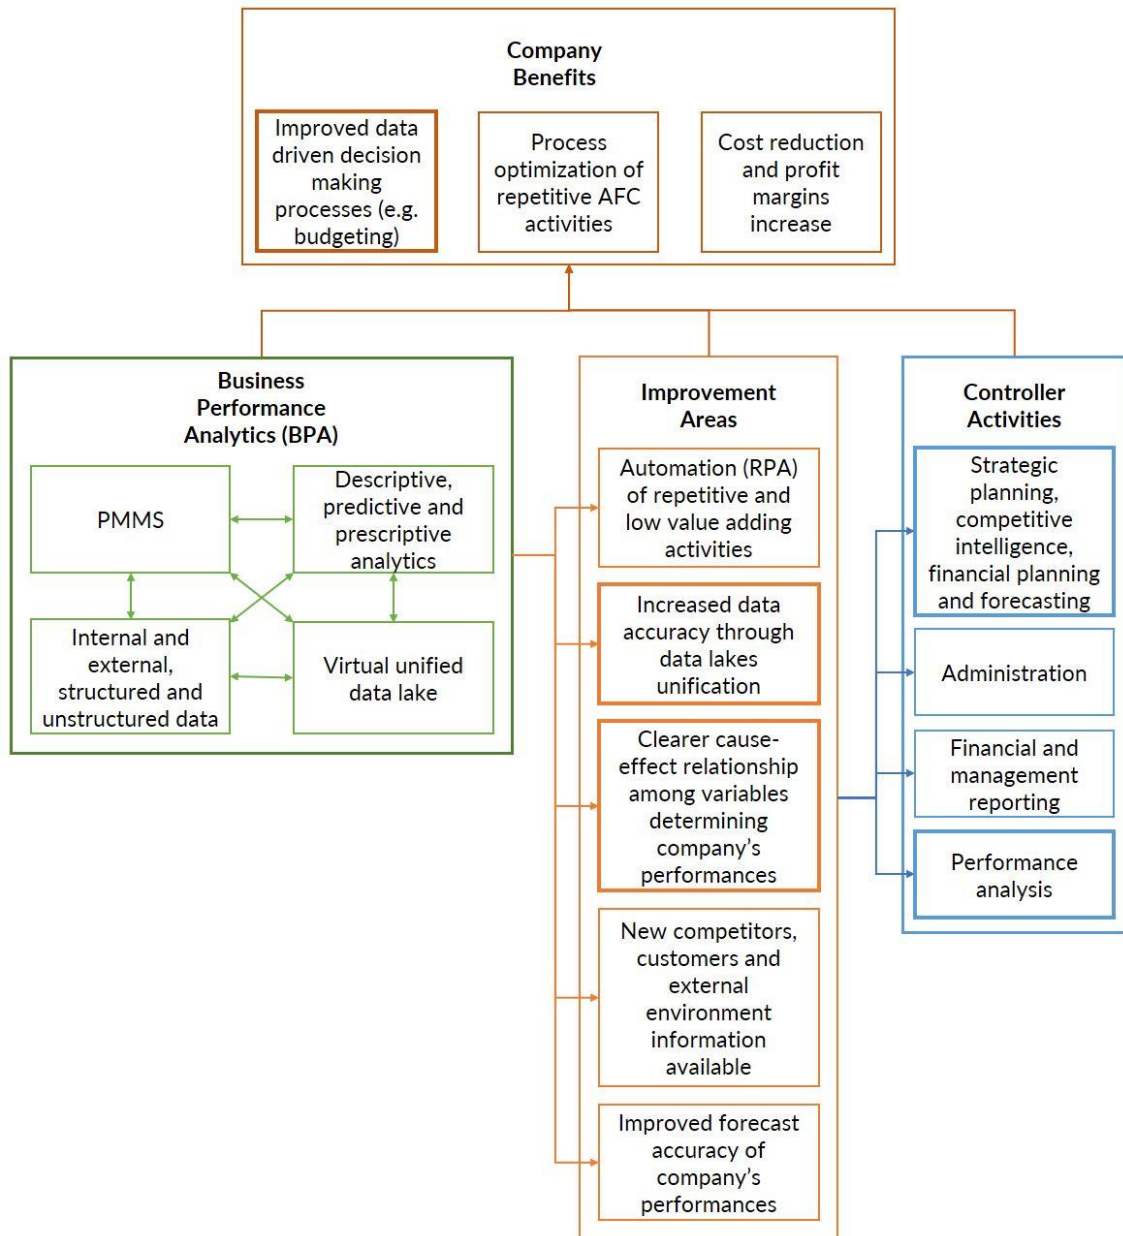 Company
Benefits
Improved data
driven decision
making
processes (e.g.
budgeting)
Process
optimization of
repetitive AFC
activities
Cost reduction
and profit
margins
increase
Business
Performance
Analytics (BPA)
PMMS
Descriptive,
predictive and
prescriptive
analytics
Internal and
external,
structured and
unstructured data
Virtual unified
data lake
Improvement
Areas
Automation (RPA)
of repetitive and
low value adding
activities
Increased data
accuracy through
data lakes
unification
Clearer cause-
effect relationship
among variables
determining
company’s
performances
New competitors,
customers and
external
environment
information
available
Improved forecast
accuracy of
company’s
performances
Controller
Activities
Strategic
planning,
competitive
intelligence,
financial planning
and forecasting
Administration
Financial and
management
reporting
Performance
analysis